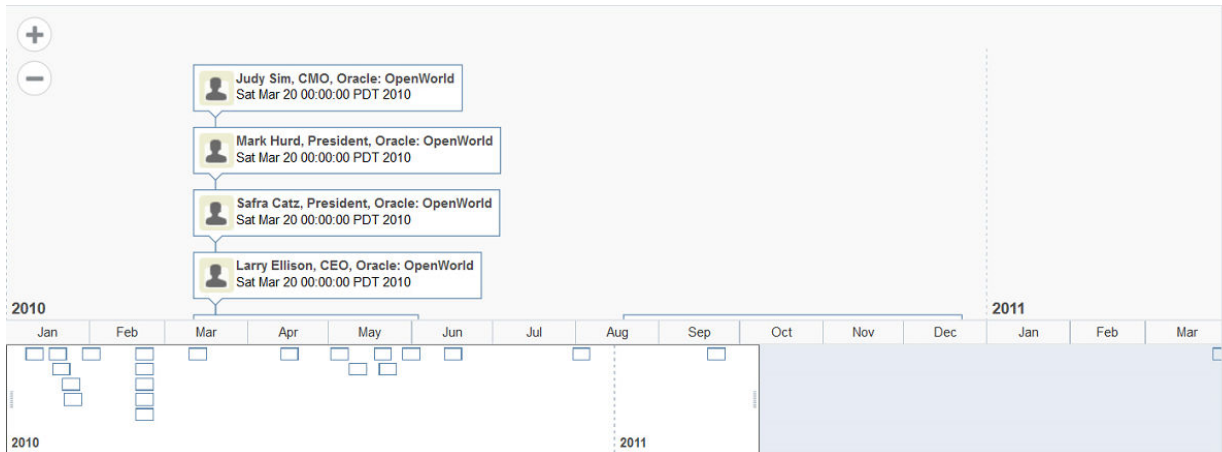 Judy Sim, CMO, Oracle: OpenWorld
Sat Mar 20 00:00:00 PDT 2010
Mark Hurd, President, Oracle: OpenWorld
Sat Mar 20 00:00:00 PDT 2010
Safra Catz, President, Oracle: OpenWorld
Sat Mar 20 00:00:00 PDT 2010
Larry Ellison, CEO, Oracle: OpenWorld
Sat Mar 20 00:00:00 PDT 2010
2010 2011
Jan Feb Mar Apr May Jun Jul Aug Sep Oct Nov Dec Jan Feb Mar
2010 2011